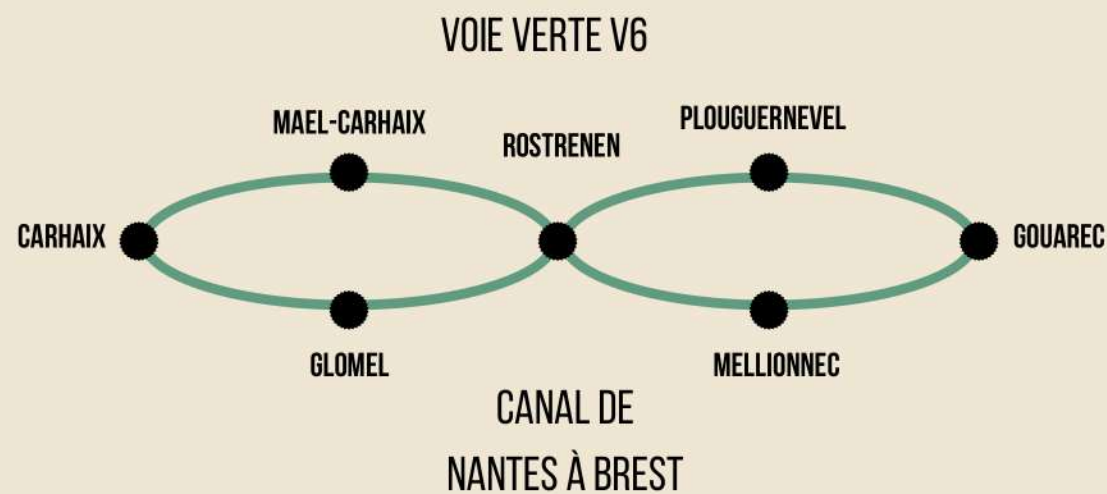 VOIE VERTE V6
MAEL-CARHAIX
PLOUGUERNEVEL
ROSTRENEN
CARHAIX
GOUAREC
GLOMEL
MELLIONNEC
CANAL DE
NANTES À BREST